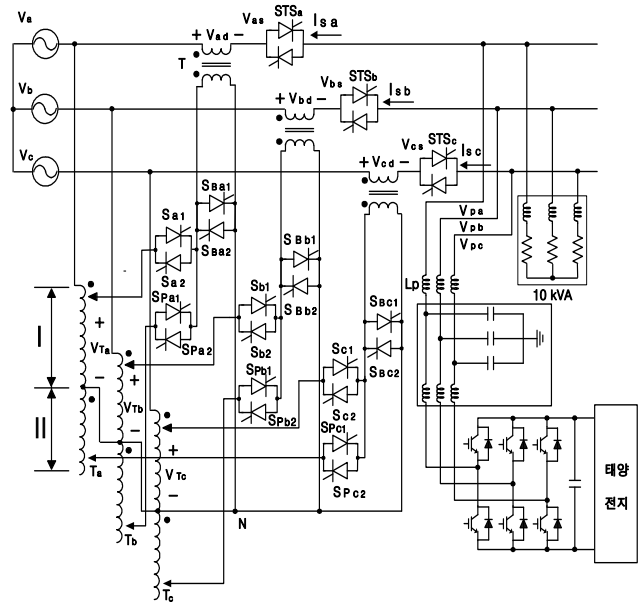 Va
STSa
Vas
Isa
+ Vad −
T
Vb
STSb
Vbs
Isb
+ Vbd −
Vc
STSc
Vcs
Isc
+ Vcd −
Vpa
Vpb
Vpc
Lp
10 kVA
Sa1
SBa1
SBa2
Sa2
SPa1
SPa2
SBb1
SBb2
Sb1
Sb2
SPb1
SPb2
SBc1
SBc2
Sc1
Sc2
SPc1
SPc2
I
II
+
VTa
−
+
VTb
−
+
VTc
−
Ta
Tb
Tc
N
태양
전지